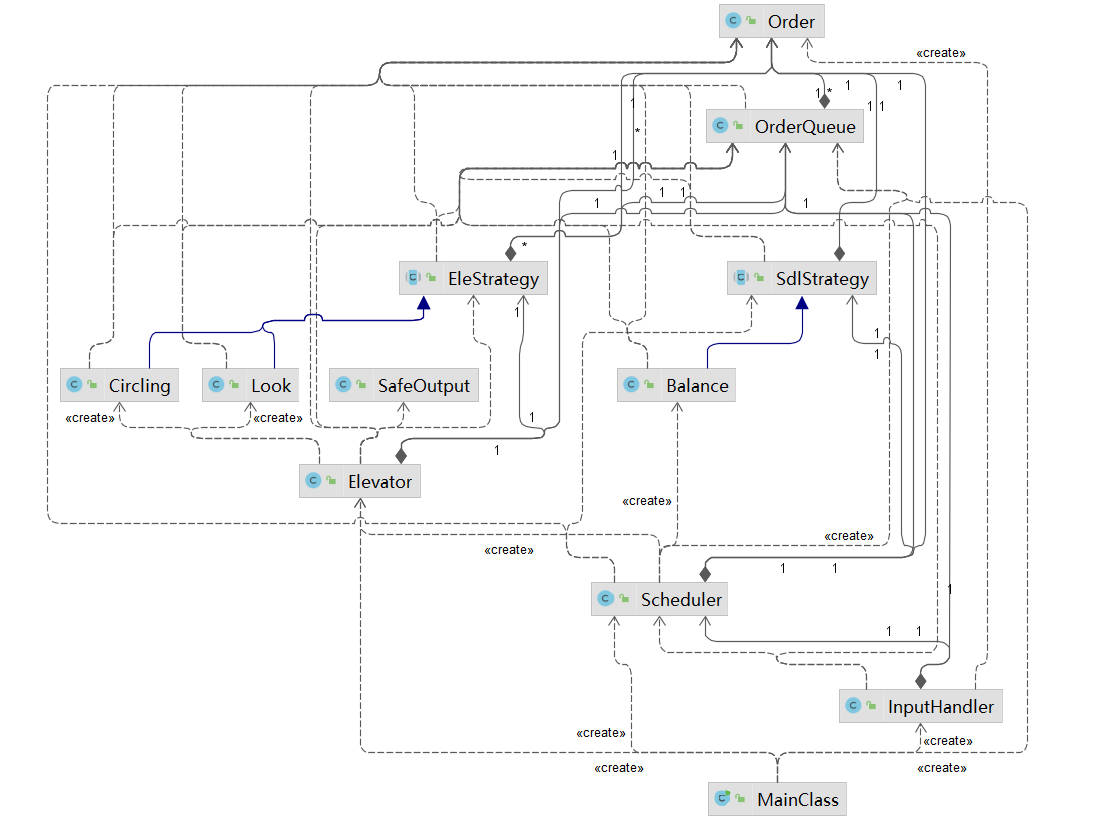 Order
«create»
1 * 1 1
1 1 1
OrderQueue
*
1
1 1 1 1
*
EleStrategy
SdlStrategy
1
1
1
Circling
Look
SafeOutput
Balance
«create»
«create»
1
1
Elevator
«create»
«create»
«create»
1 1
1
Scheduler
1 1
InputHandler
«create»
«create»
«create»
«create»
MainClass